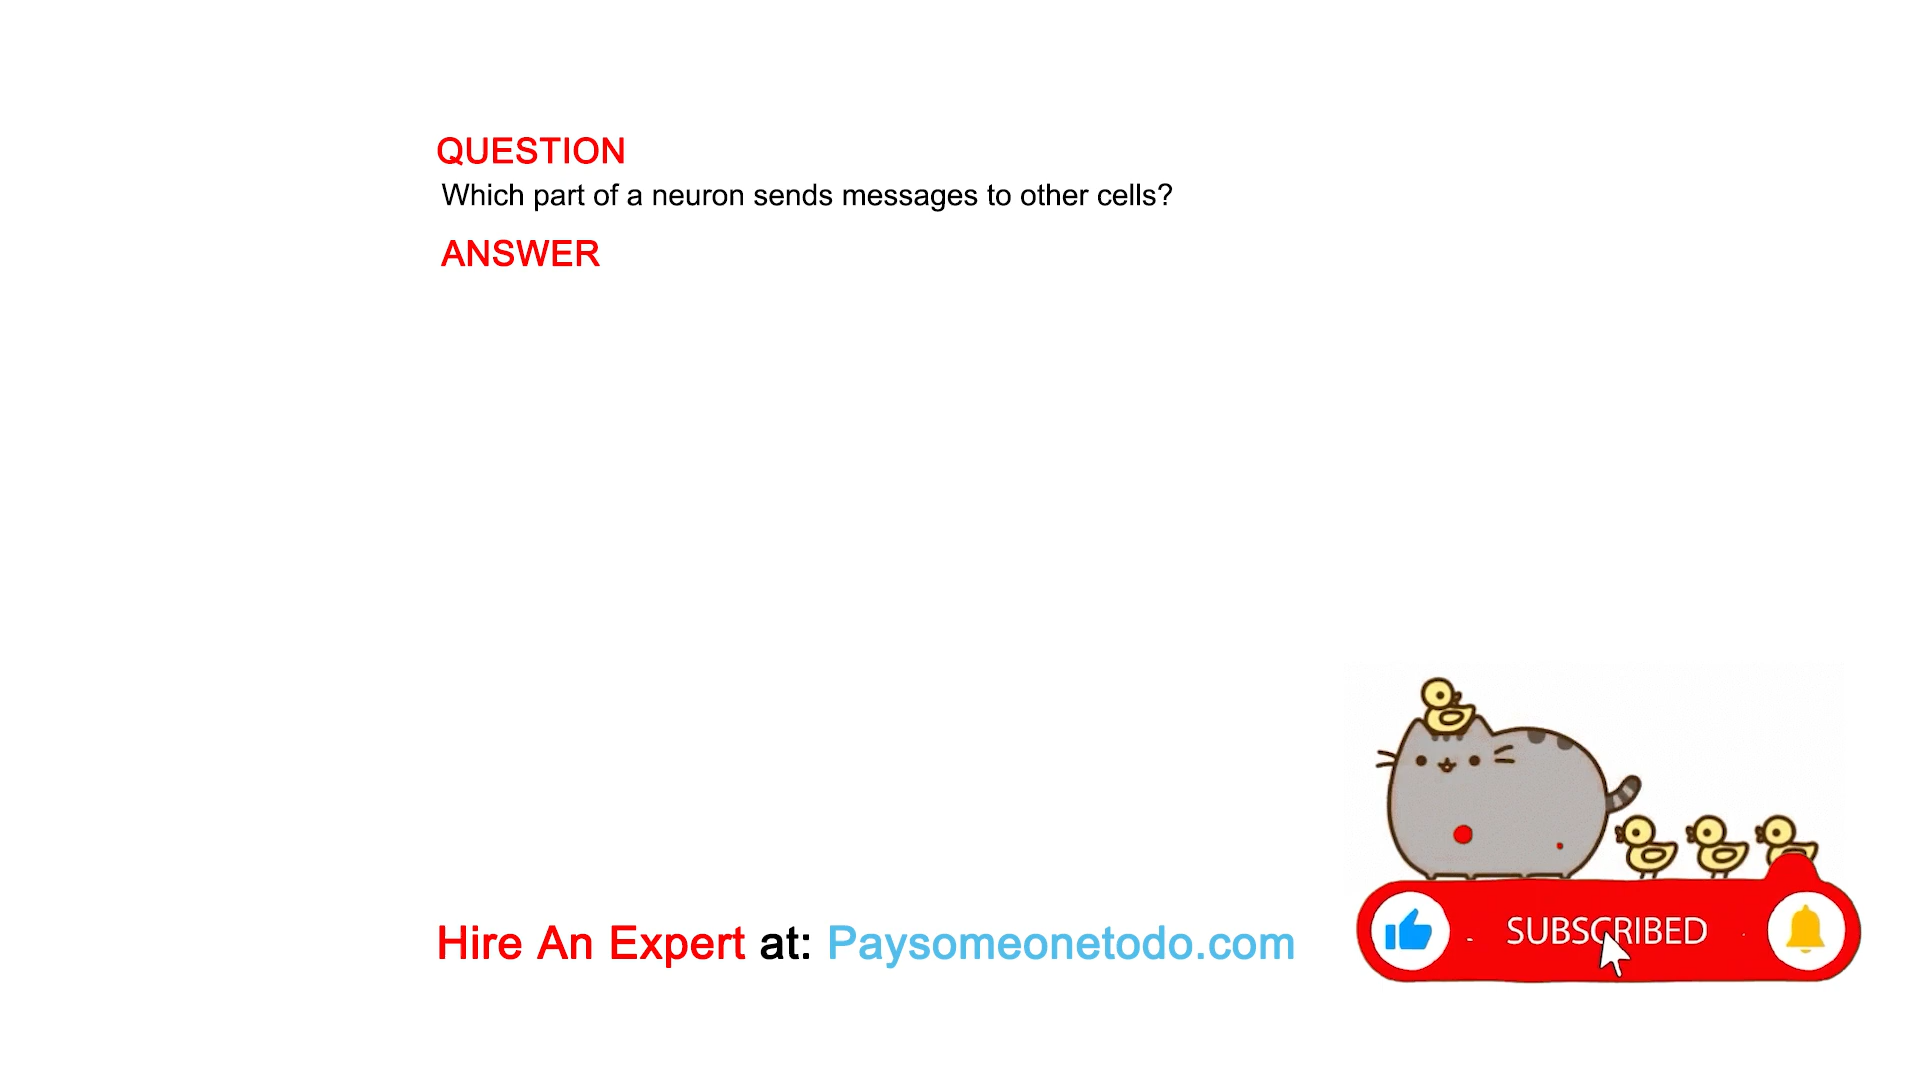 QUESTION
Which part of a neuron sends messages to other cells?
ANSWER
Hire An Expert at: Paysomeonetodo.com
SUBSCRIBED